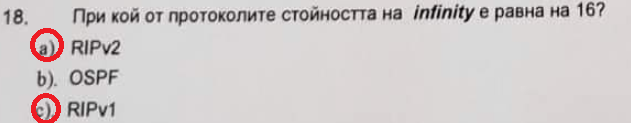 18. При кой от протоколите стойността на infinity е равна на 16?
a) RIPv2
b). OSPF
c). RIPv1